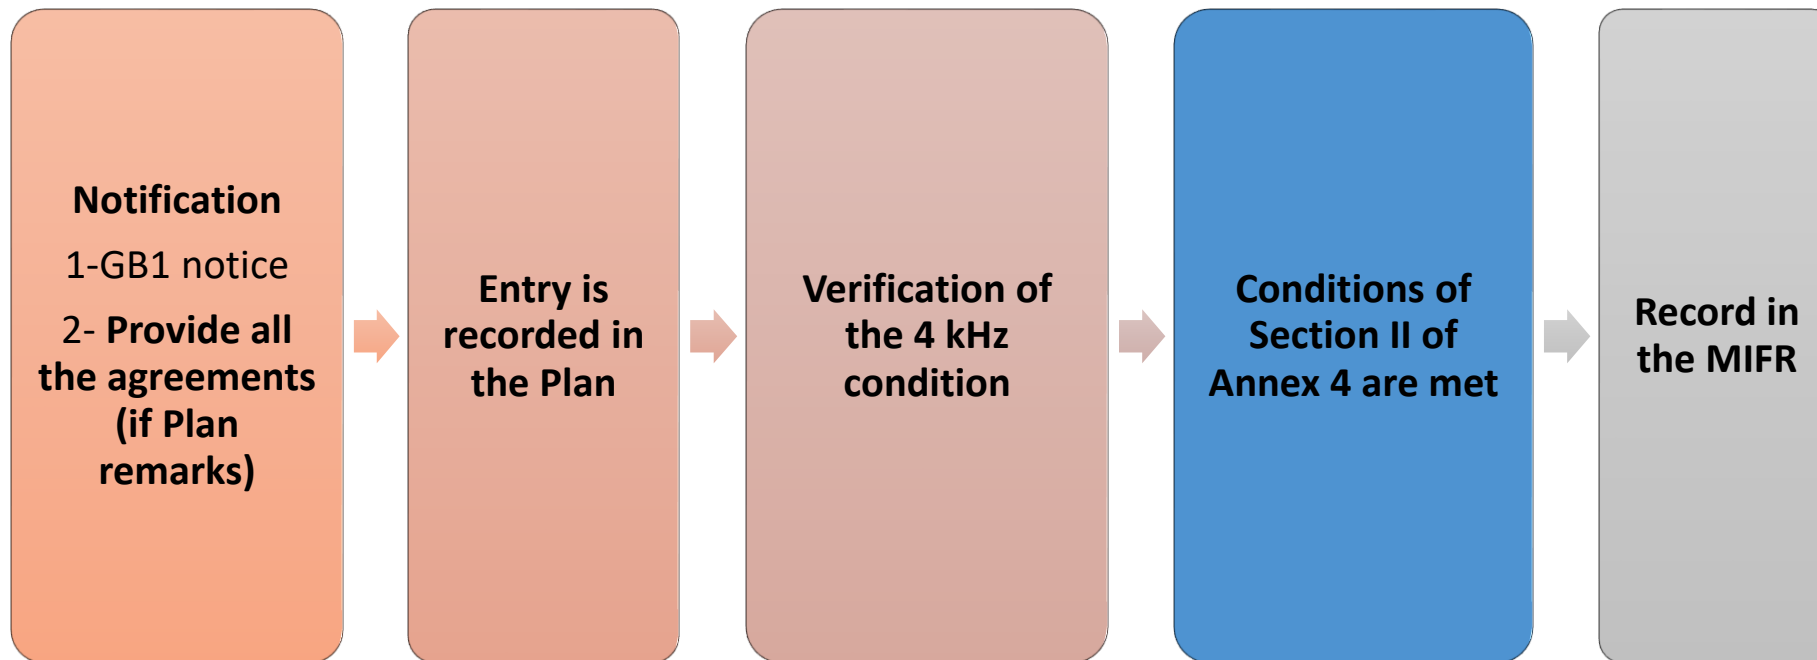 Notification
1-GB1 notice
2- Provide all
the agreements
(if Plan
remarks)
Entry is
recorded in
the Plan
Verification of
the 4 kHz
condition
Conditions of
Section II of
Annex 4 are met
Record in
the MIFR